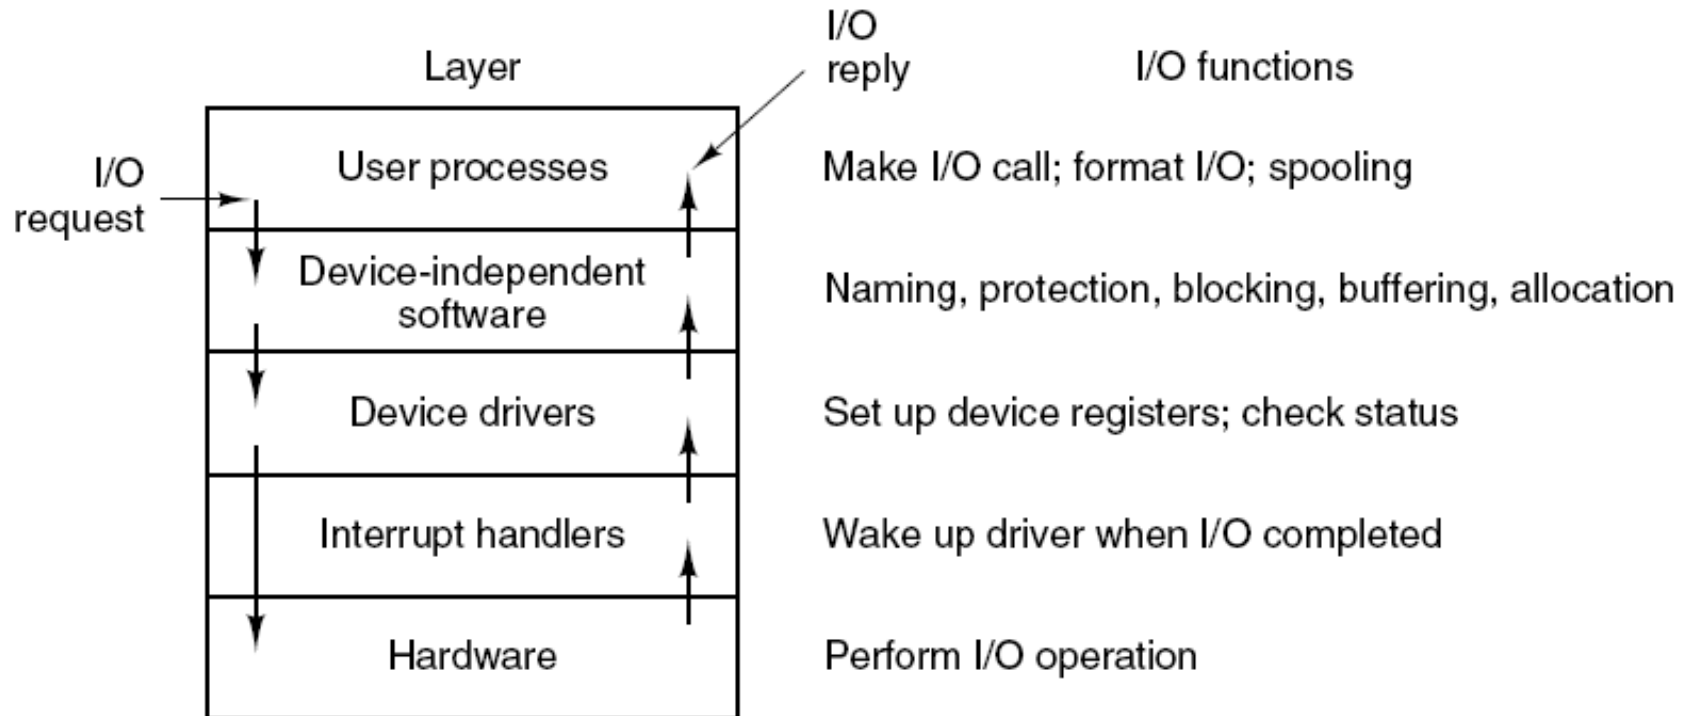 I/O
reply
Layer
I/O functions
I/O
request
User processes
Make I/O call; format I/O; spooling
Device-independent
software
Naming, protection, blocking, buffering, allocation
Device drivers
Set up device registers; check status
Interrupt handlers
Wake up driver when I/O completed
Hardware
Perform I/O operation